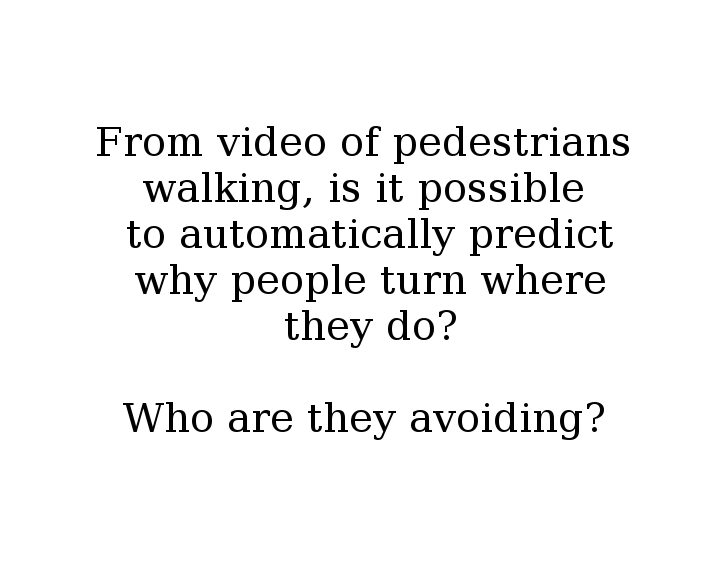 From video of pedestrians
walking, is it possible
to automatically predict
why people turn where
they do?
Who are they avoiding?